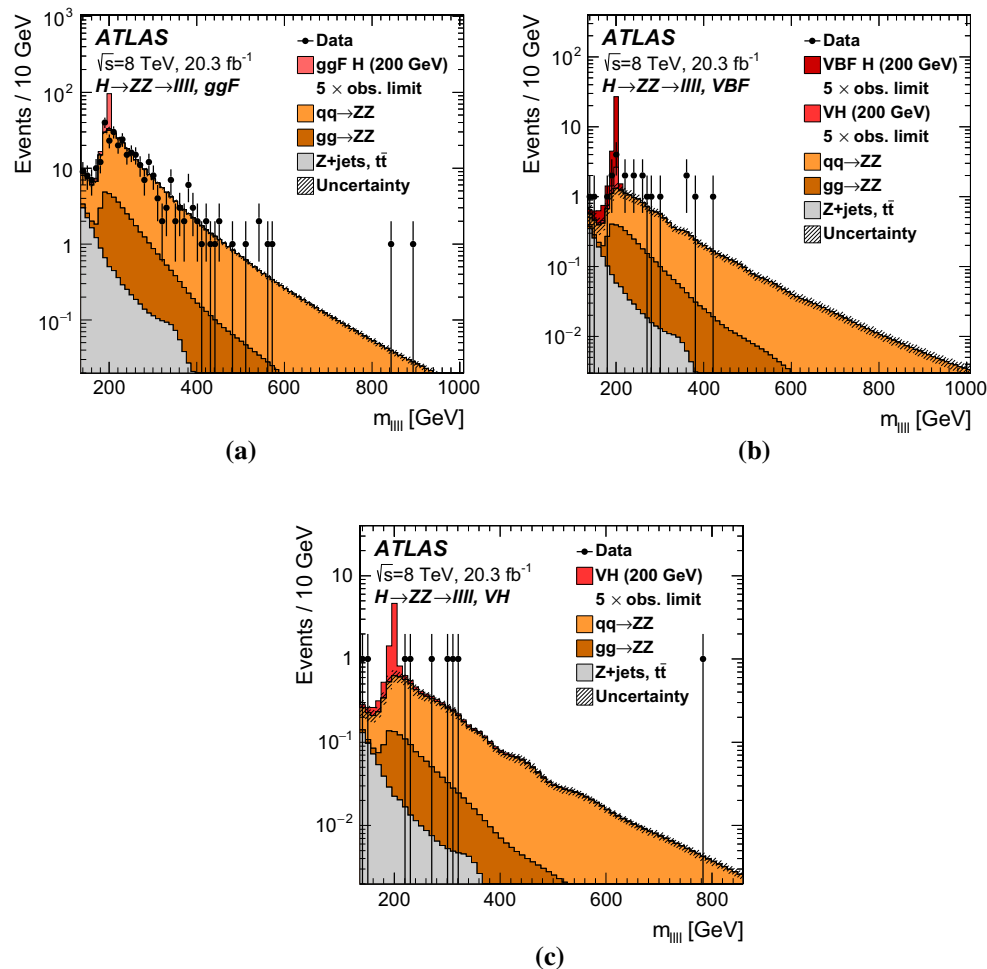 Events / 10 GeV
10³
10²
10
1
10⁻¹
ATLAS
√s=8 TeV, 20.3 fb⁻¹
H→ZZ→llll, ggF
Data
ggF H (200 GeV)
5 × obs. limit
qq→ZZ
gg→ZZ
Z+jets, tt̄
Uncertainty
200 400 600 800 1000
m_llll [GeV]
(a)
Events / 10 GeV
10²
10
1
10⁻¹
10⁻²
ATLAS
√s=8 TeV, 20.3 fb⁻¹
H→ZZ→llll, VBF
Data
VBF H (200 GeV)
5 × obs. limit
VH (200 GeV)
5 × obs. limit
qq→ZZ
gg→ZZ
Z+jets, tt̄
Uncertainty
200 400 600 800 1000
m_llll [GeV]
(b)
Events / 10 GeV
10
1
10⁻¹
10⁻²
ATLAS
√s=8 TeV, 20.3 fb⁻¹
H→ZZ→llll, VH
Data
VH (200 GeV)
5 × obs. limit
qq→ZZ
gg→ZZ
Z+jets, tt̄
Uncertainty
200 400 600 800
m_llll [GeV]
(c)